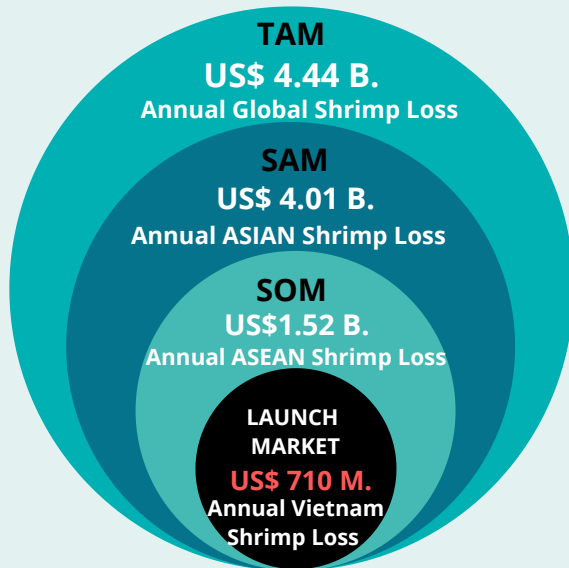 TAM
US$ 4.44 B.
Annual Global Shrimp Loss
SAM
US$ 4.01 B.
Annual ASIAN Shrimp Loss
SOM
US$1.52 B.
Annual ASEAN Shrimp Loss
LAUNCH
MARKET
US$ 710 M.
Annual Vietnam
Shrimp Loss